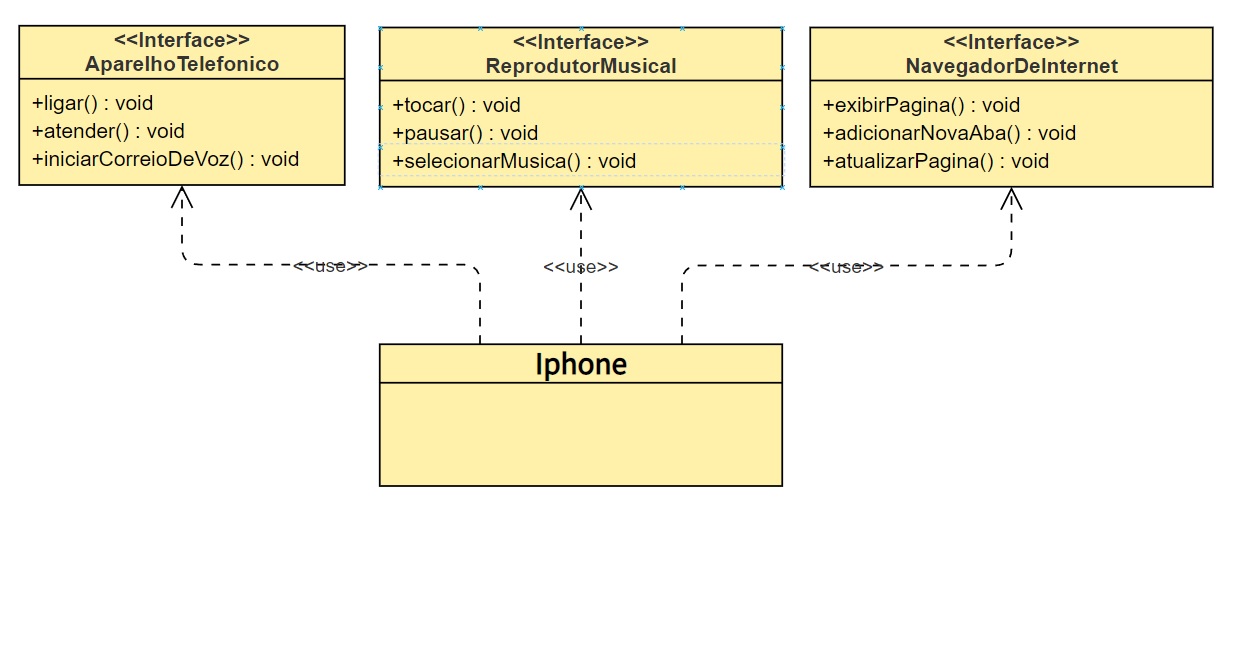 <<Interface>>
AparelhoTelefonico
+ligar() : void
+atender() : void
+iniciarCorreioDeVoz() : void
<<Interface>>
ReprodutorMusical
+tocar() : void
+pausar() : void
+selecionarMusica() : void
<<Interface>>
NavegadorDeInternet
+exibirPagina() : void
+adicionarNovaAba() : void
+atualizarPagina() : void
<<use>>
<<use>>
<<use>>
Iphone